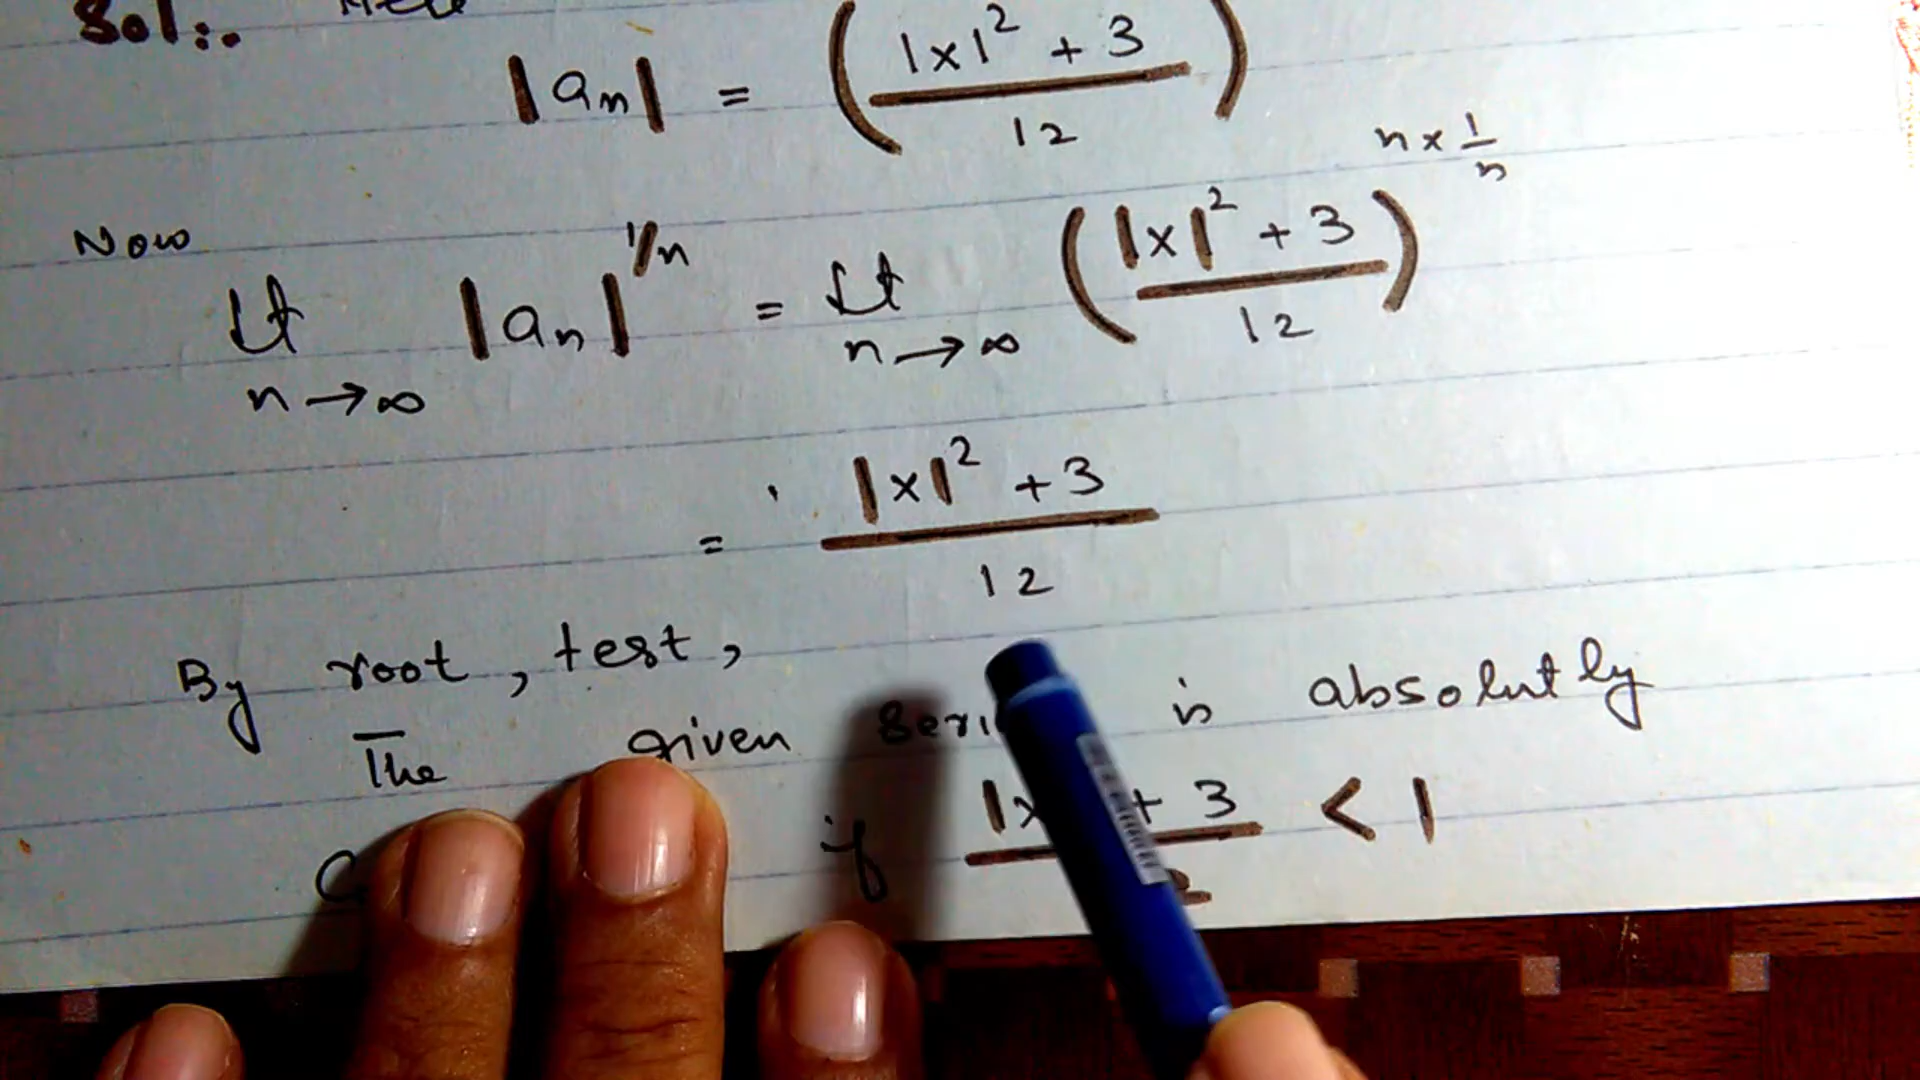 Sol:. Here
|an| = (|x|² + 3 / 12)
Now Lt n→∞ |an|^1/n = Lt n→∞ (|x|² + 3 / 12)^n × 1/n
= |x|² + 3 / 12
By root, test,
The given is absolutly
if + 3 < 1